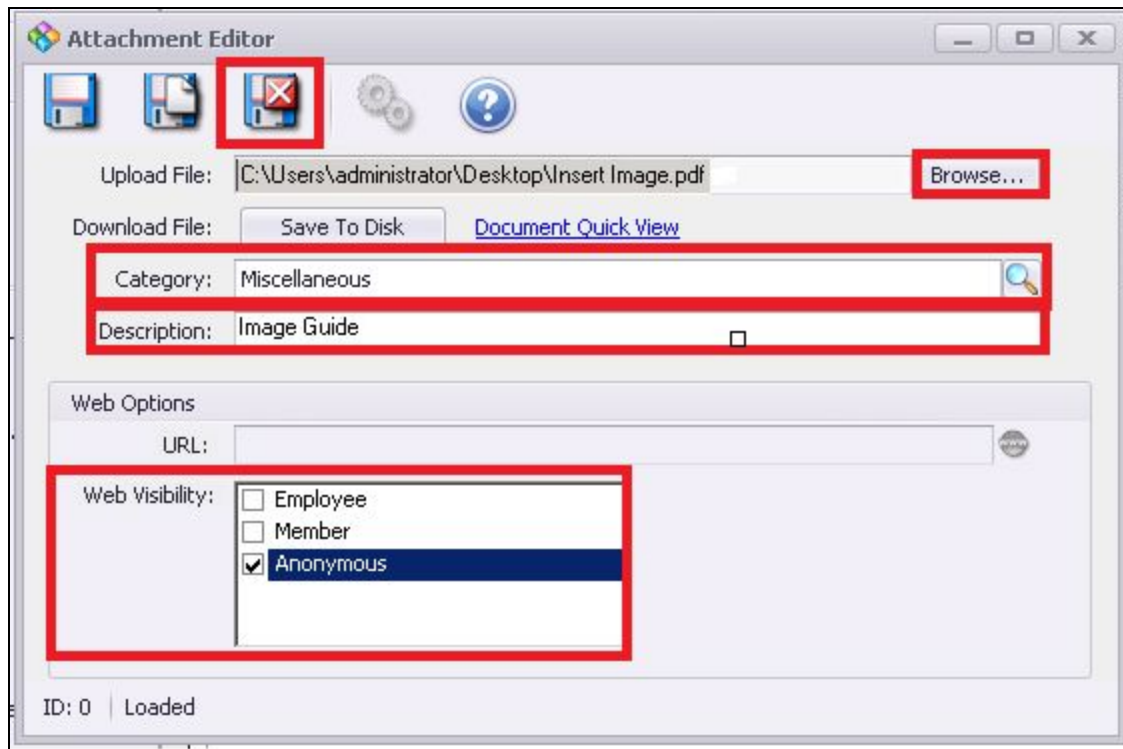 Attachment Editor
Upload File: C:\Users\administrator\Desktop\Insert Image.pdf Browse...
Download File: Save To Disk Document Quick View
Category: Miscellaneous
Description: Image Guide
Web Options
URL:
Web Visibility: Employee
Member
Anonymous
ID: 0 Loaded